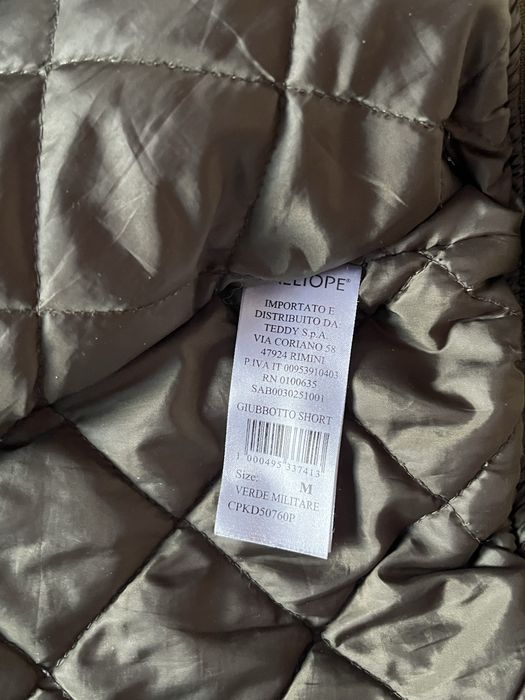 IMPORTATO E
DISTRIBUITO DA:
TEDDY S.p.A.
VIA CORIANO 58
47924 RIMINI
P.IVA IT 00953910403
RN 0100635
SAB0030251001
GIUBBOTTO SHORT
1 000495 337413
Size: M
VERDE MILITARE
CPKD50760P